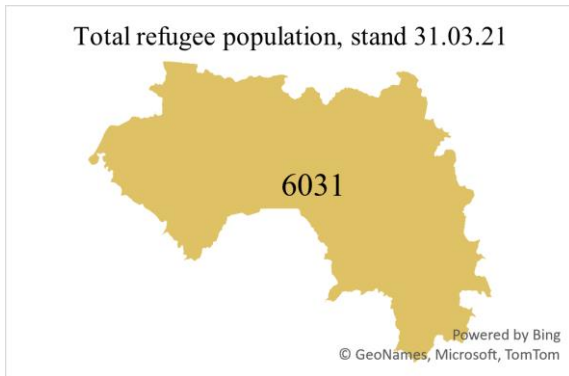 Total refugee population, stand 31.03.21
6031
Powered by Bing
© GeoNames, Microsoft, TomTom